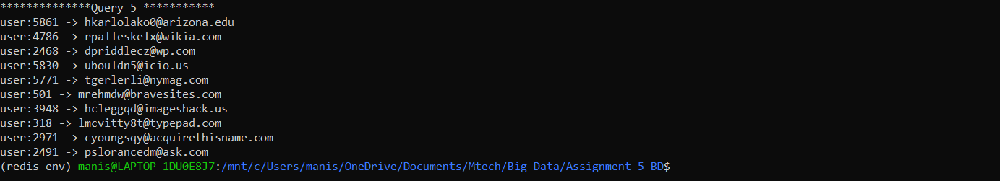 **************Query 5 ***********
user:5861 -> hkarlolako0@arizona.edu
user:4786 -> rpalleskelx@wikia.com
user:2468 -> dpriddlecz@wp.com
user:5830 -> ubouldn5@icio.us
user:5771 -> tgerlerli@nymag.com
user:501 -> mrehmdw@bravesites.com
user:3948 -> hcleggqd@imageshack.us
user:318 -> lmcvitty8t@typepad.com
user:2971 -> cyoungsqy@acquirethisname.com
user:2491 -> pslorancedm@ask.com
(redis-env) manis@LAPTOP-1DU0E8J7:/mnt/c/Users/manis/OneDrive/Documents/Mtech/Big Data/Assignment 5_BD$